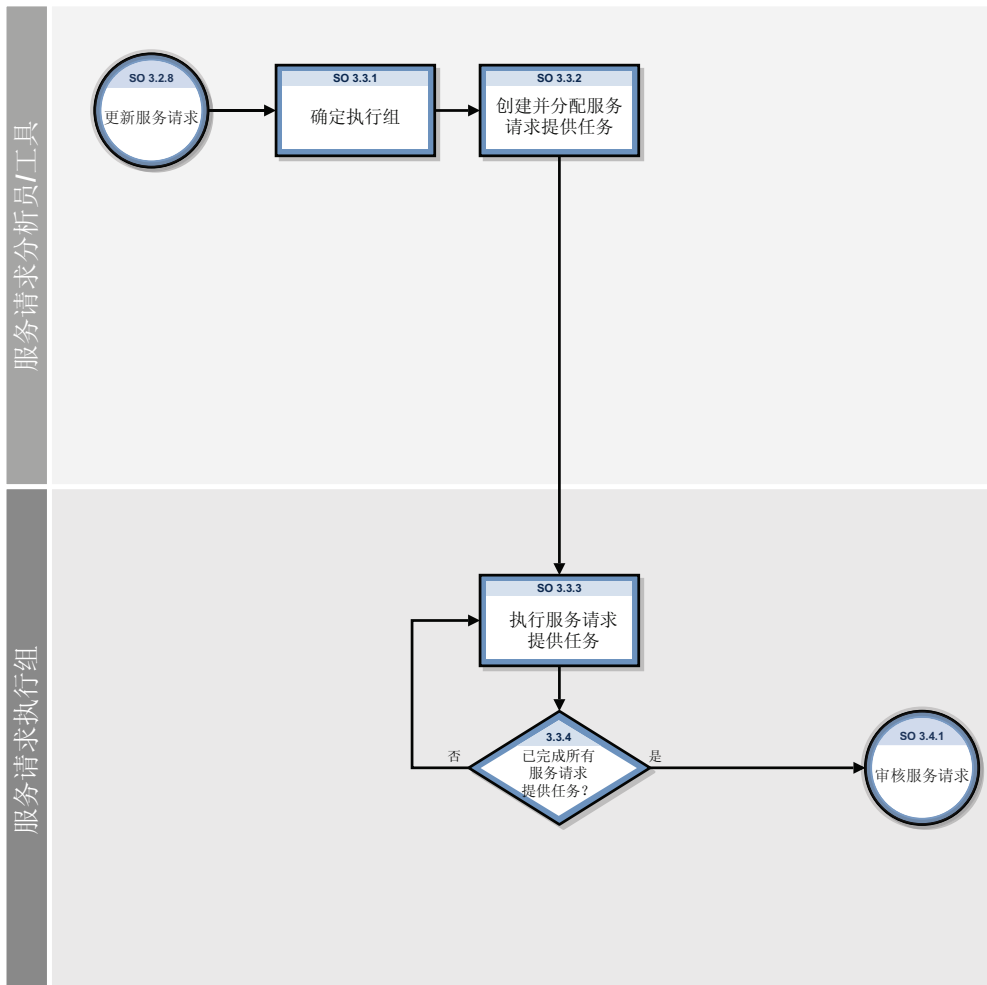 服务请求分析员/工具
SO 3.2.8
更新服务请求
SO 3.3.1
确定执行组
SO 3.3.2
创建并分配服务
请求提供任务
服务请求执行组
SO 3.3.3
执行服务请求
提供任务
3.3.4
已完成所有
服务请求
提供任务？
否
是
SO 3.4.1
审核服务请求